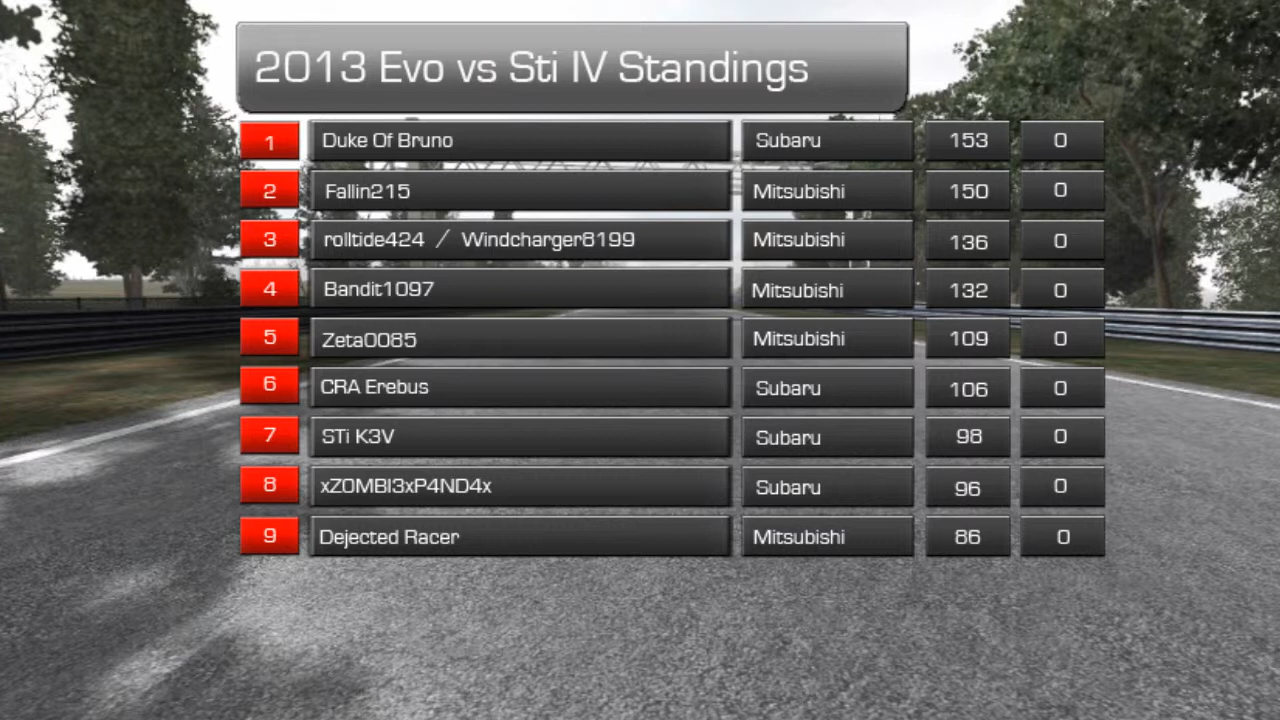 2013 Evo vs Sti IV Standings
1 Duke Of Bruno Subaru 153 0
2 Fallin215 Mitsubishi 150 0
3 rolltide424 / Windcharger8199 Mitsubishi 136 0
4 Bandit1097 Mitsubishi 132 0
5 Zeta0085 Mitsubishi 109 0
6 CRA Erebus Subaru 106 0
7 STi K3V Subaru 98 0
8 xZ0MBI3xP4ND4x Subaru 96 0
9 Dejected Racer Mitsubishi 86 0